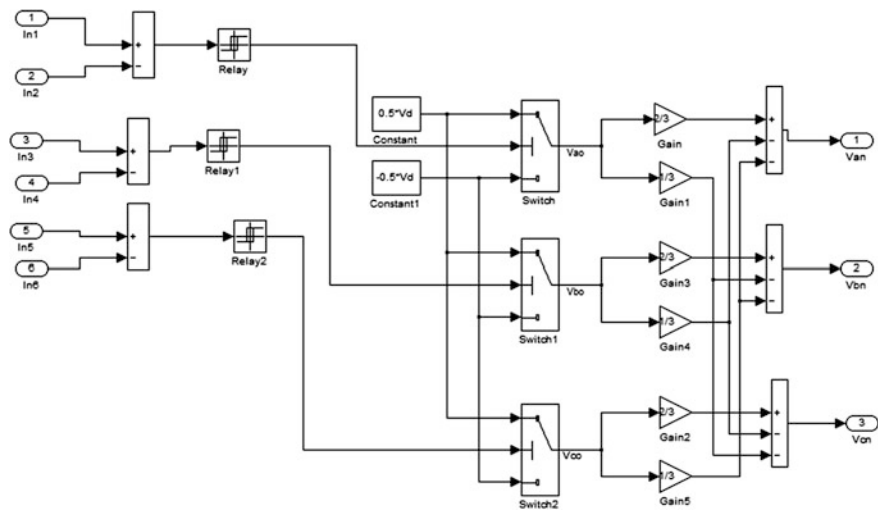 1
In1
+
−
2
In2
Relay
3
In3
+
−
4
In4
Relay1
5
In5
+
−
6
In6
Relay2
0.5*Vd
Constant
-0.5*Vd
Constant1
Switch
Vao
Switch1
Vbo
Switch2
Vco
2/3
Gain
1/3
Gain1
2/3
Gain3
1/3
Gain4
2/3
Gain2
1/3
Gain5
+
−
−
1
Van
+
−
−
2
Vbn
+
−
−
3
Vcn